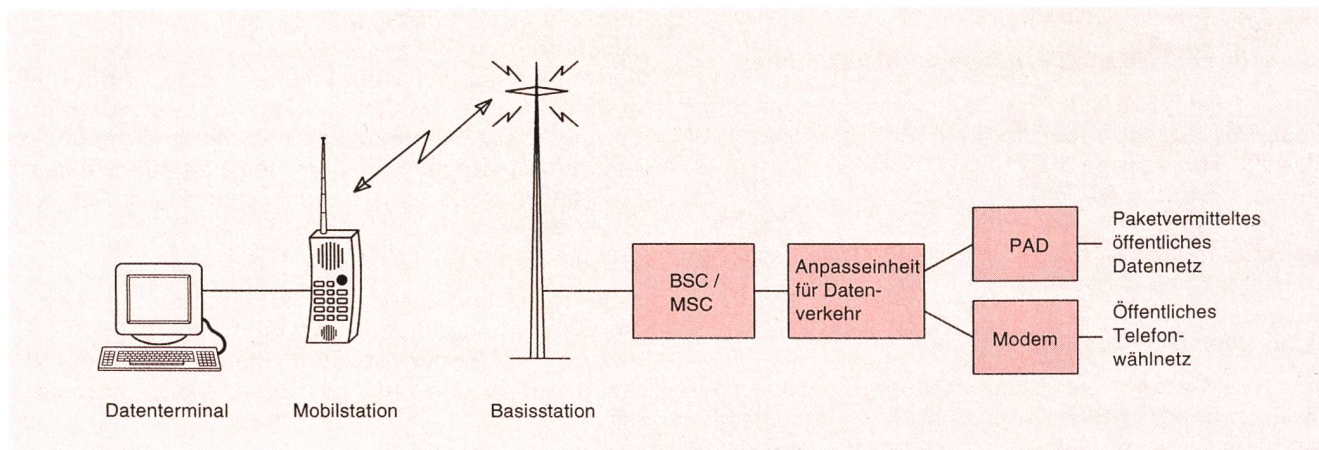 Datenterminal
Mobilstation
Basisstation
BSC /
MSC
Anpasseinheit
für Daten-
verkehr
PAD
Modem
Paketvermitteltes
öffentliches
Datennetz
Öffentliches
Telefon-
wählnetz